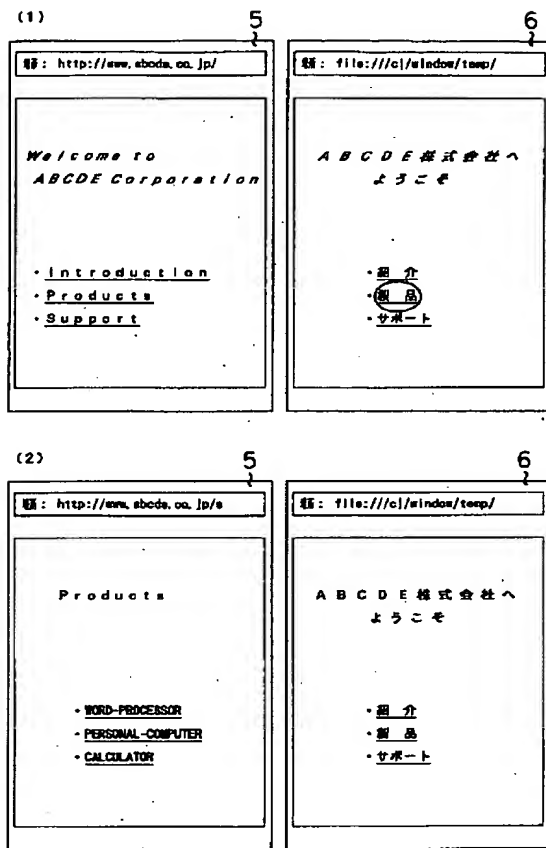 (1)
5
6
場所: http://www.abcde.co.jp/
file:///c|/window/temp/
Welcome to
ABCDE Corporation
ABCDE株式会社へ
ようこそ
・Introduction
・Products
・Support
・紹 介
・製 品
・サポート
(2)
5
6
場所: http://www.abcde.co.jp/s
file:///c|/window/temp/
Products
ABCDE株式会社へ
ようこそ
・WORD-PROCESSOR
・PERSONAL-COMPUTER
・CALCULATOR
・紹 介
・製 品
・サポート